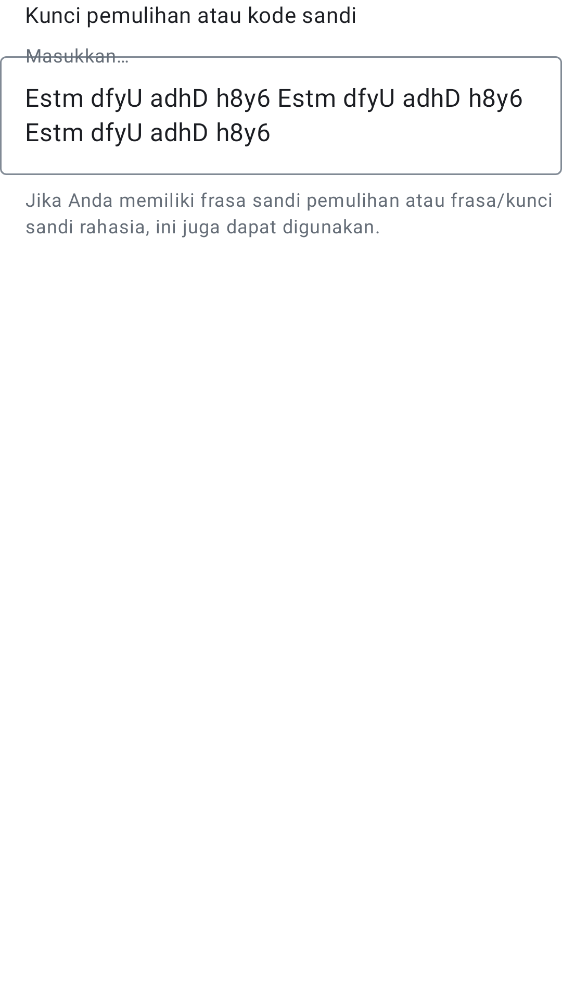 Kunci pemulihan atau kode sandi
Masukkan…
Estm dfyU adhD h8y6 Estm dfyU adhD h8y6
Estm dfyU adhD h8y6
Jika Anda memiliki frasa sandi pemulihan atau frasa/kunci
sandi rahasia, ini juga dapat digunakan.